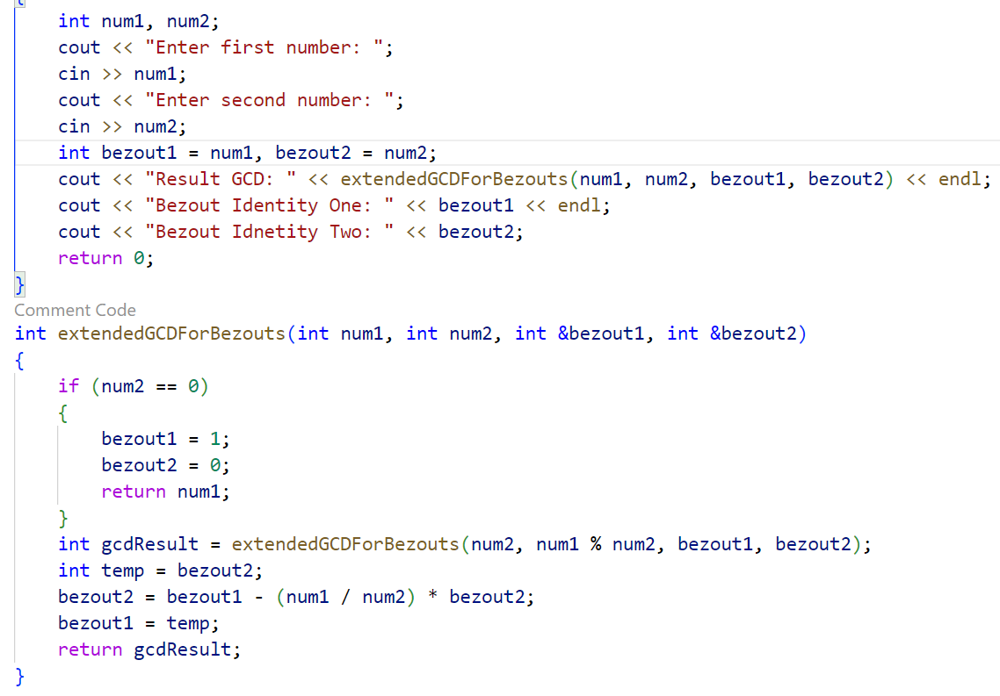 {
    int num1, num2;
    cout << "Enter first number: ";
    cin >> num1;
    cout << "Enter second number: ";
    cin >> num2;
    int bezout1 = num1, bezout2 = num2;
    cout << "Result GCD: " << extendedGCDForBezouts(num1, num2, bezout1, bezout2) << endl;
    cout << "Bezout Identity One: " << bezout1 << endl;
    cout << "Bezout Idnetity Two: " << bezout2;
    return 0;
}
Comment Code
int extendedGCDForBezouts(int num1, int num2, int &bezout1, int &bezout2)
{
    if (num2 == 0)
    {
        bezout1 = 1;
        bezout2 = 0;
        return num1;
    }
    int gcdResult = extendedGCDForBezouts(num2, num1 % num2, bezout1, bezout2);
    int temp = bezout2;
    bezout2 = bezout1 - (num1 / num2) * bezout2;
    bezout1 = temp;
    return gcdResult;
}